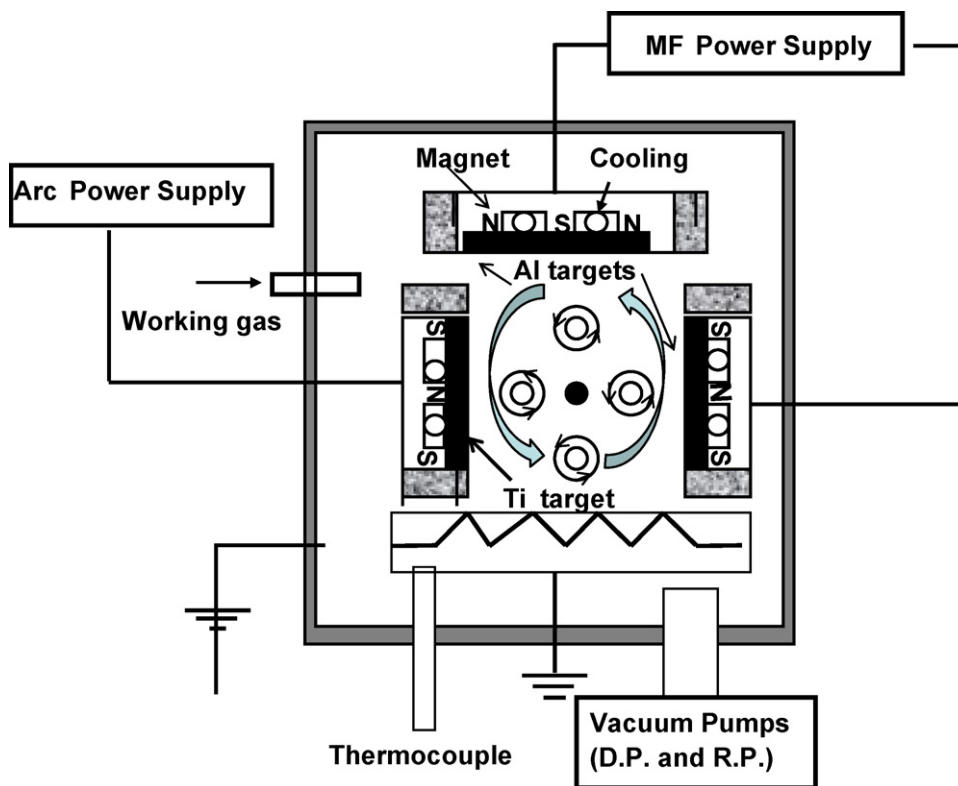 MF Power Supply
Magnet
Cooling
Arc Power Supply
N S N
Al targets
Working gas
S
N
S
S
N
S
Ti target
Thermocouple
Vacuum Pumps
(D.P. and R.P.)